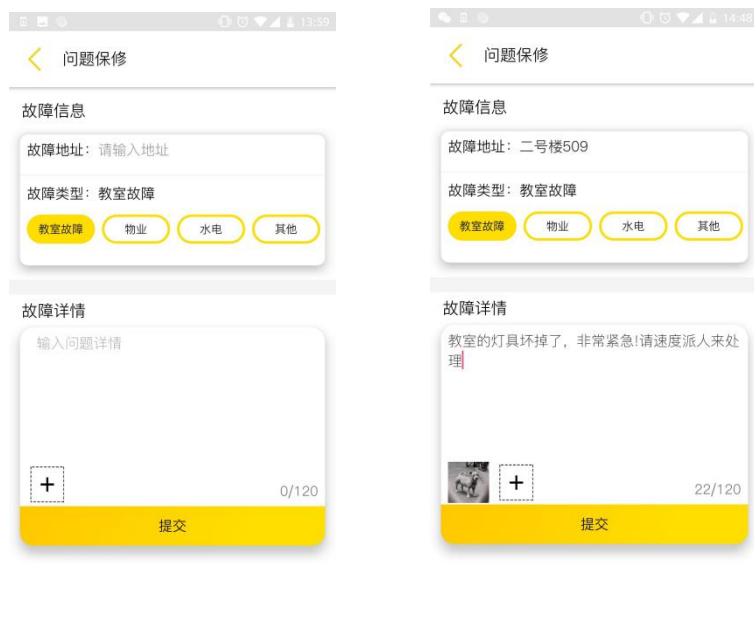 13:59
问题保修
故障信息
故障地址：请输入地址
故障类型：教室故障
教室故障 物业 水电 其他
故障详情
输入问题详情
+
0/120
提交
14:48
问题保修
故障信息
故障地址：二号楼509
故障类型：教室故障
教室故障 物业 水电 其他
故障详情
教室的灯具坏掉了，非常紧急!请速度派人来处
理
+
22/120
提交